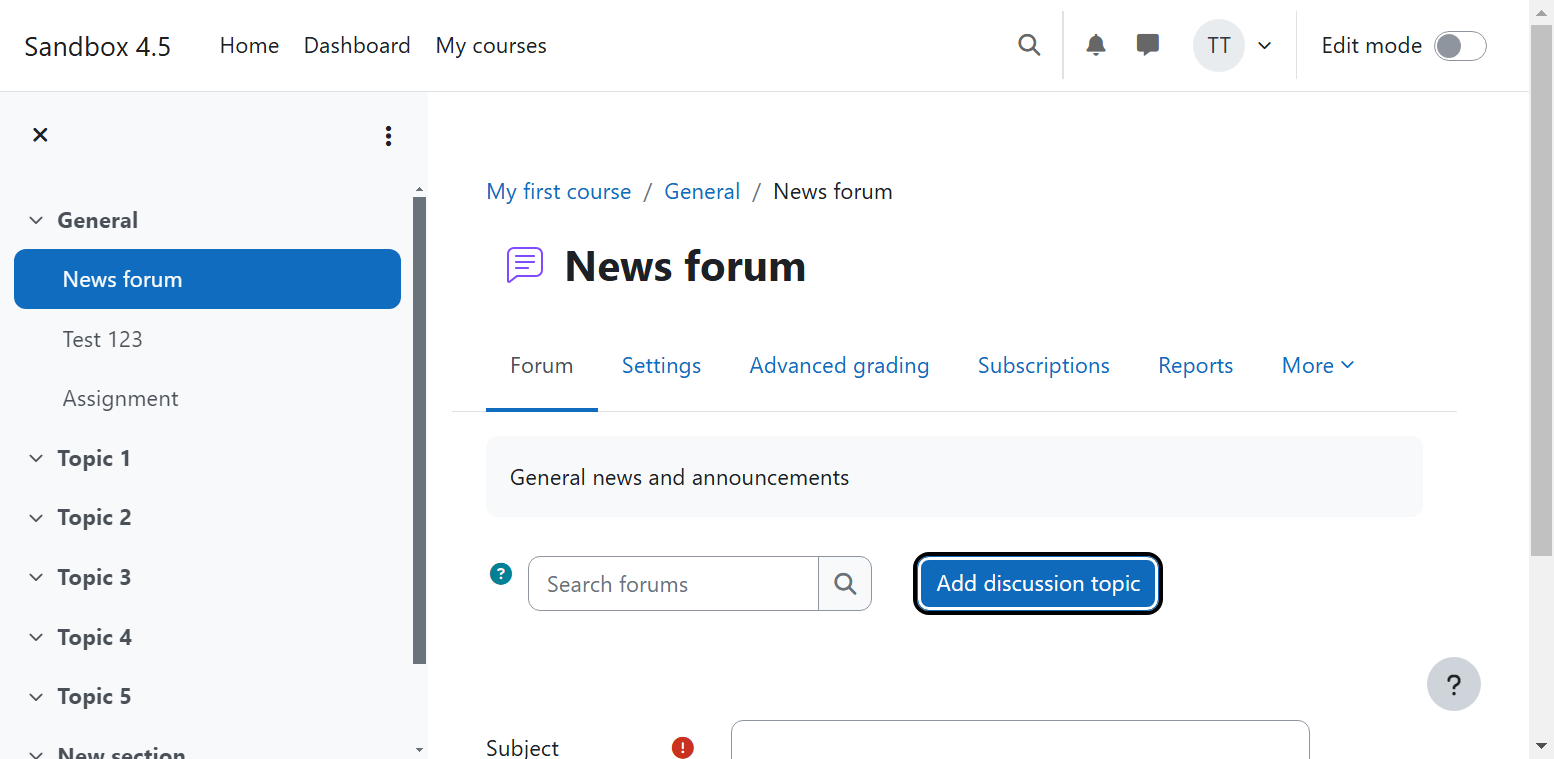 Sandbox 4.5 Home Dashboard My courses TT Edit mode
General
News forum
Test 123
Assignment
Topic 1
Topic 2
Topic 3
Topic 4
Topic 5
New section
My first course / General / News forum
News forum
Forum Settings Advanced grading Subscriptions Reports More
General news and announcements
? Search forums Add discussion topic
?
Subject !